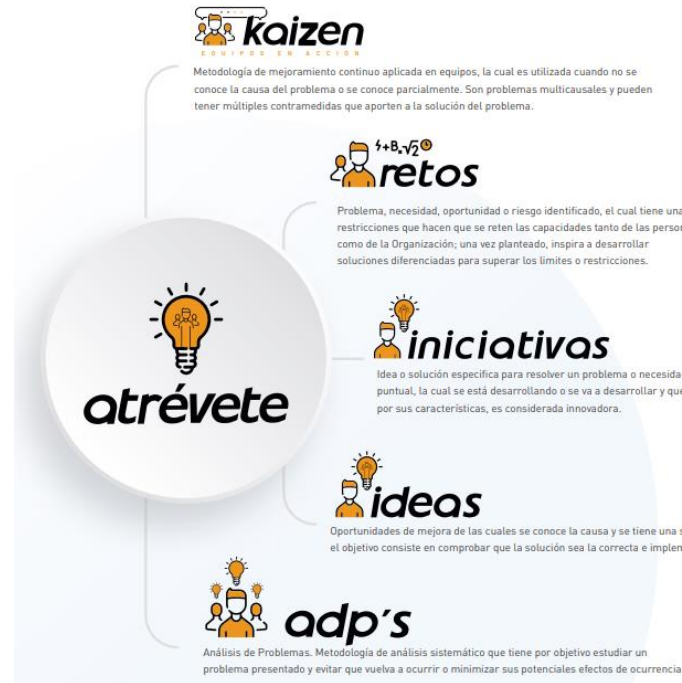 kaizen
EQUIPOS EN ACCIÓN
Metodología de mejoramiento continuo aplicada en equipos, la cual es utilizada cuando no se
conoce la causa del problema o se conoce parcialmente. Son problemas multicausales y pueden
tener múltiples contramedidas que aporten a la solución del problema.
retos
Problema, necesidad, oportunidad o riesgo identificado, el cual tiene una
restricciones que hacen que se reten las capacidades tanto de las
como de la Organización; una vez planteado, inspira a desarrollar
soluciones diferenciadas para superar los limites o restricciones.
iniciativas
Idea o solución especifica para resolver un problema o
puntual, la cual se está desarrollando o se va a desarrollar y que
por sus características, es considerada innovadora.
atrévete
ideas
Oportunidades de mejora de las cuales se conoce la causa y se tiene una
el objetivo consiste en comprobar que la solución sea la correcta e
adp´s
Análisis de Problemas. Metodología de análisis sistemático que tiene por objetivo estudiar un
problema presentado y evitar que vuelva a ocurrir o minimizar sus potenciales efectos de ocurrencia